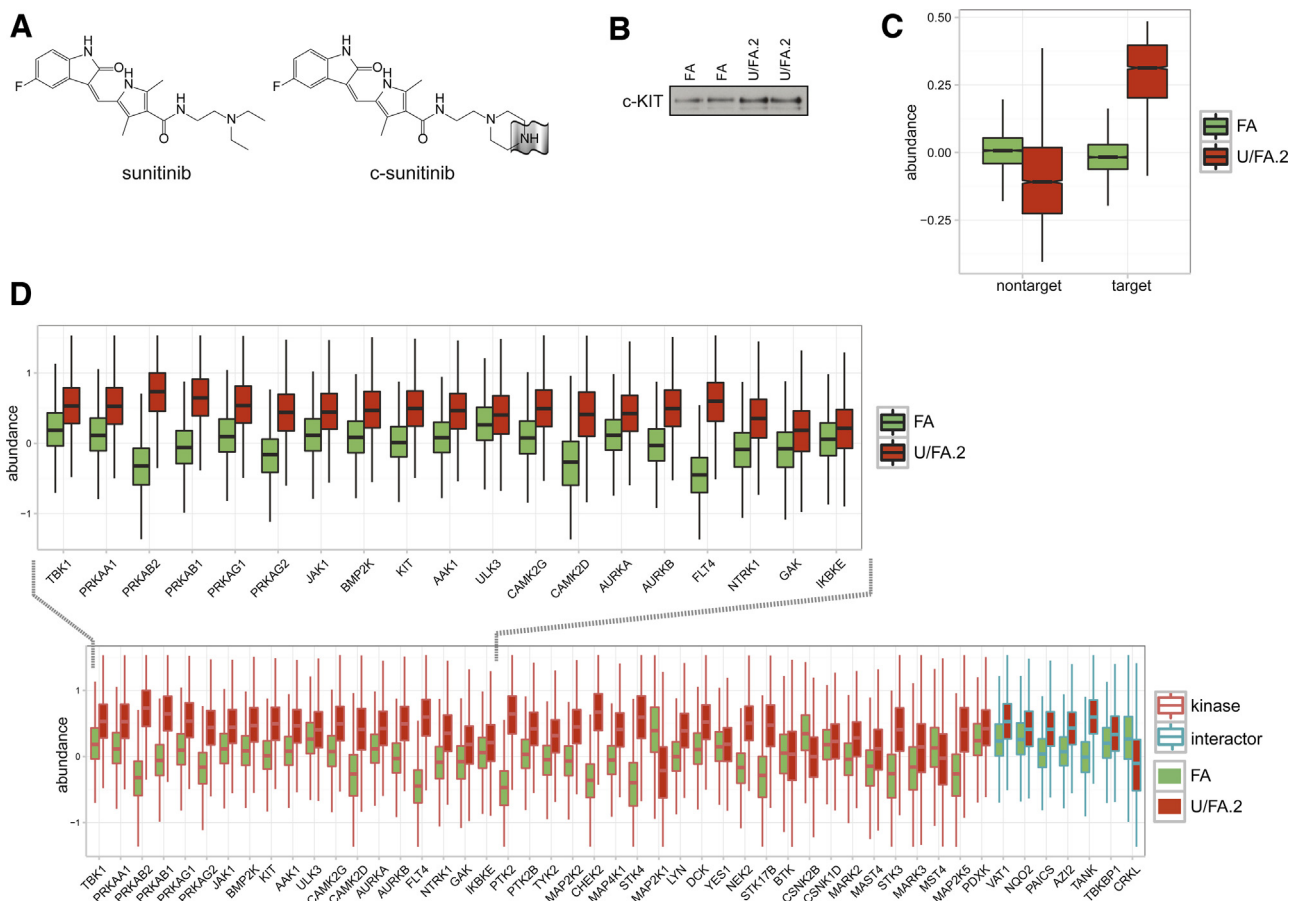 A
H
N
O
F
H
N
H
N
O
N
sunitinib
H
N
O
F
H
N
H
N
O
N
NH
c-sunitinib
B
FA
FA
U/FA.2
U/FA.2
c-KIT
C
0.50
0.25
0.00
−0.25
abundance
nontarget
target
FA
U/FA.2
D
1
0
−1
abundance
TBK1
PRKAA1
PRKAB2
PRKAB1
PRKAG1
PRKAG2
JAK1
BMP2K
KIT
AAK1
ULK3
CAMK2G
CAMK2D
AURKA
AURKB
FLT4
NTRK1
GAK
IKBKE
FA
U/FA.2
1
0
−1
abundance
TBK1
PRKAA1
PRKAB2
PRKAB1
PRKAG1
PRKAG2
JAK1
BMP2K
KIT
AAK1
ULK3
CAMK2G
CAMK2D
AURKA
AURKB
FLT4
NTRK1
GAK
IKBKE
PTK2
PTK2B
TYK2
MAP2K2
CHEK2
MAP4K1
STK4
MAP2K1
LYN
DCK
YES1
NEK2
STK17B
BTK
CSNK2B
CSNK1D
MARK2
MAST4
STK3
MARK3
MST4
MAP2K5
PDXK
VAT1
NQO2
PAICS
AZI2
TANK
TBKBP1
CRKL
kinase
interactor
FA
U/FA.2